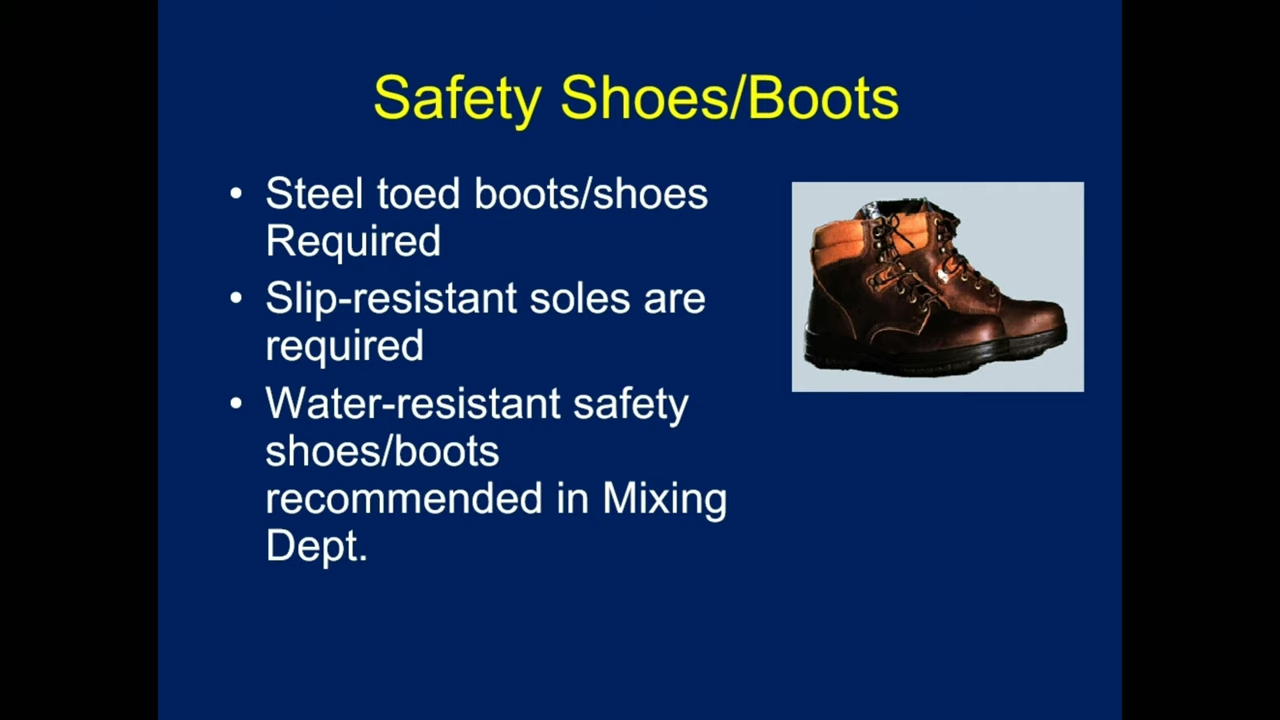 Safety Shoes/Boots
• Steel toed boots/shoes
Required
• Slip-resistant soles are
required
• Water-resistant safety
shoes/boots
recommended in Mixing
Dept.